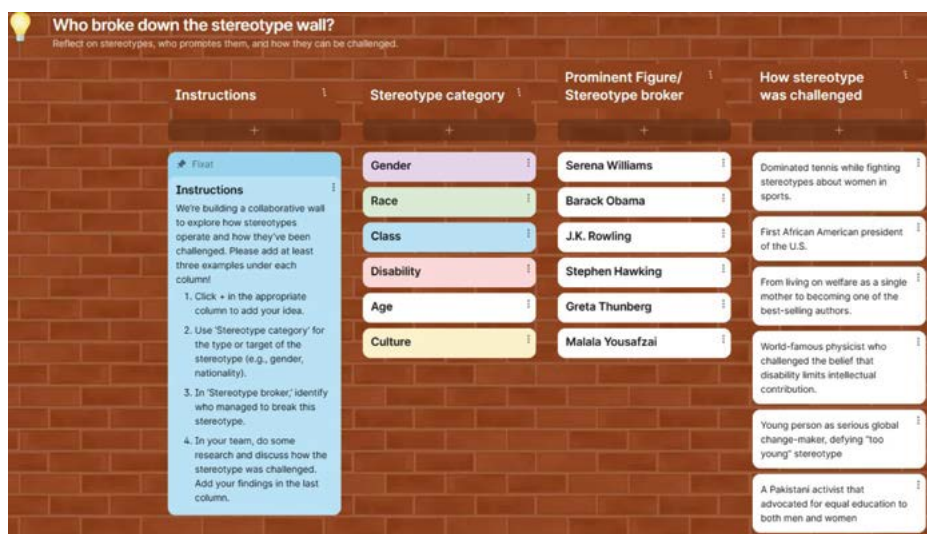 Who broke down the stereotype wall?
Reflect on stereotypes, who promotes them, and how they can be challenged.
Instructions
+
Fixat
Instructions
We're building a collaborative wall
to explore how stereotypes
operate and how they've been
challenged. Please add at least
three examples under each
column!
1. Click + in the appropriate
column to add your idea.
2. Use 'Stereotype category' for
the type or target of the
stereotype (e.g., gender,
nationality).
3. In 'Stereotype broker,' identify
who managed to break this
stereotype.
4. In your team, do some
research and discuss how the
stereotype was challenged.
Add your findings in the last
column.
Stereotype category
+
Gender
Race
Class
Disability
Age
Culture
Prominent Figure/
Stereotype broker
+
Serena Williams
Barack Obama
J.K. Rowling
Stephen Hawking
Greta Thunberg
Malala Yousafzai
How stereotype
was challenged
+
Dominated tennis while fighting
stereotypes about women in
sports.
First African American president
of the U.S.
From living on welfare as a single
mother to becoming one of the
best-selling authors.
World-famous physicist who
challenged the belief that
disability limits intellectual
contribution.
Young person as serious global
change-maker, defying "too
young" stereotype
A Pakistani activist that
advocated for equal education to
both men and women